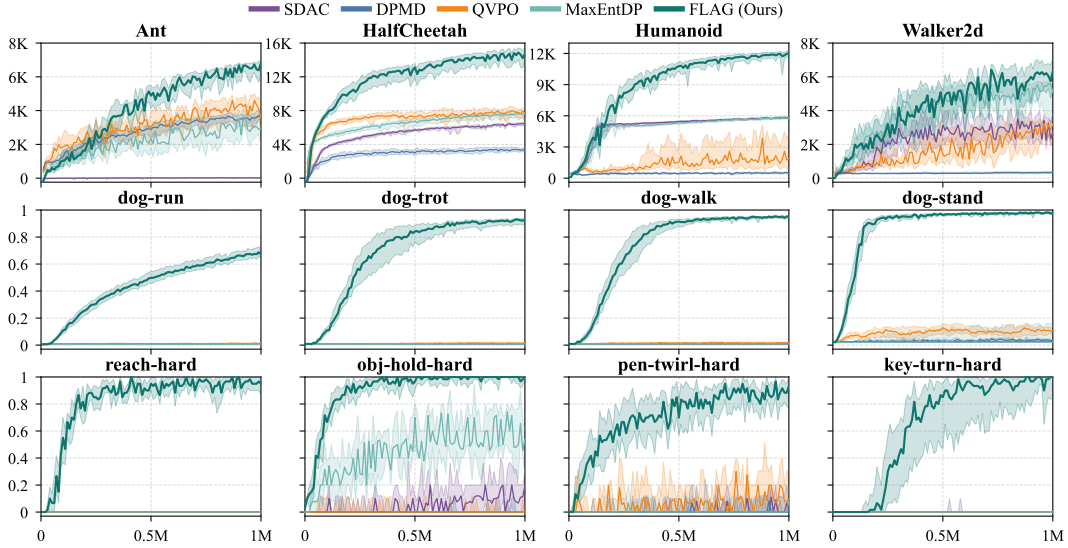 SDAC DPMD QVPO MaxEntDP FLAG (Ours)
Ant HalfCheetah Humanoid Walker2d
8K 16K 12K 8K
6K 12K 9K 6K
4K 8K 6K 4K
2K 4K 3K 2K
0 0 0 0
dog-run dog-trot dog-walk dog-stand
1
0.8
0.6
0.4
0.2
0
reach-hard obj-hold-hard pen-twirl-hard key-turn-hard
1
0.8
0.6
0.4
0.2
0
0 0.5M 1M 0 0.5M 1M 0 0.5M 1M 0 0.5M 1M